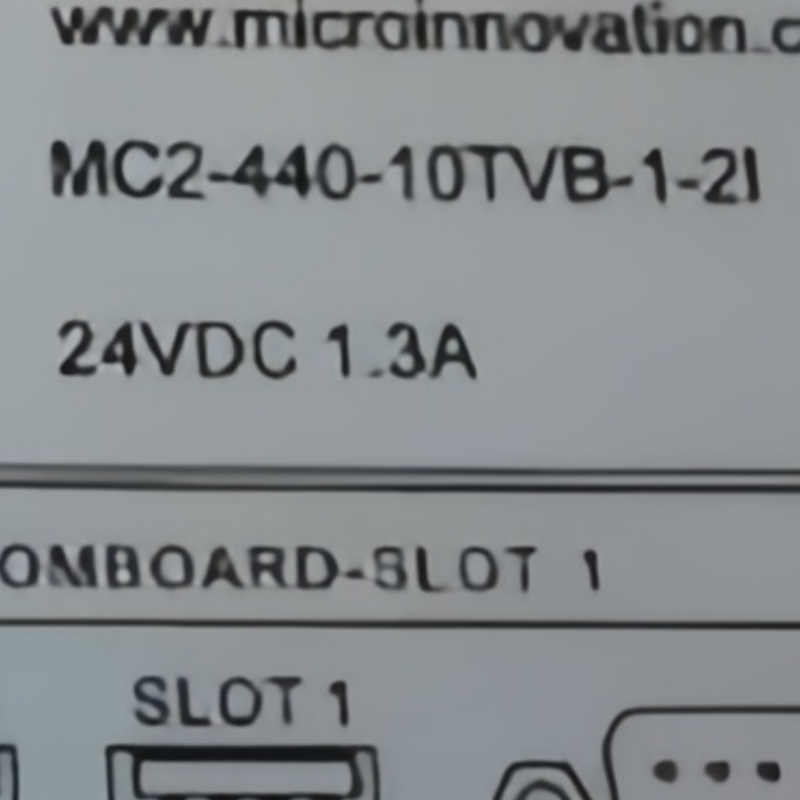 www.microinnovation.c
MC2-440-10TVB-1-2I
24VDC 1.3A
OMBOARD-SLOT 1
SLOT 1